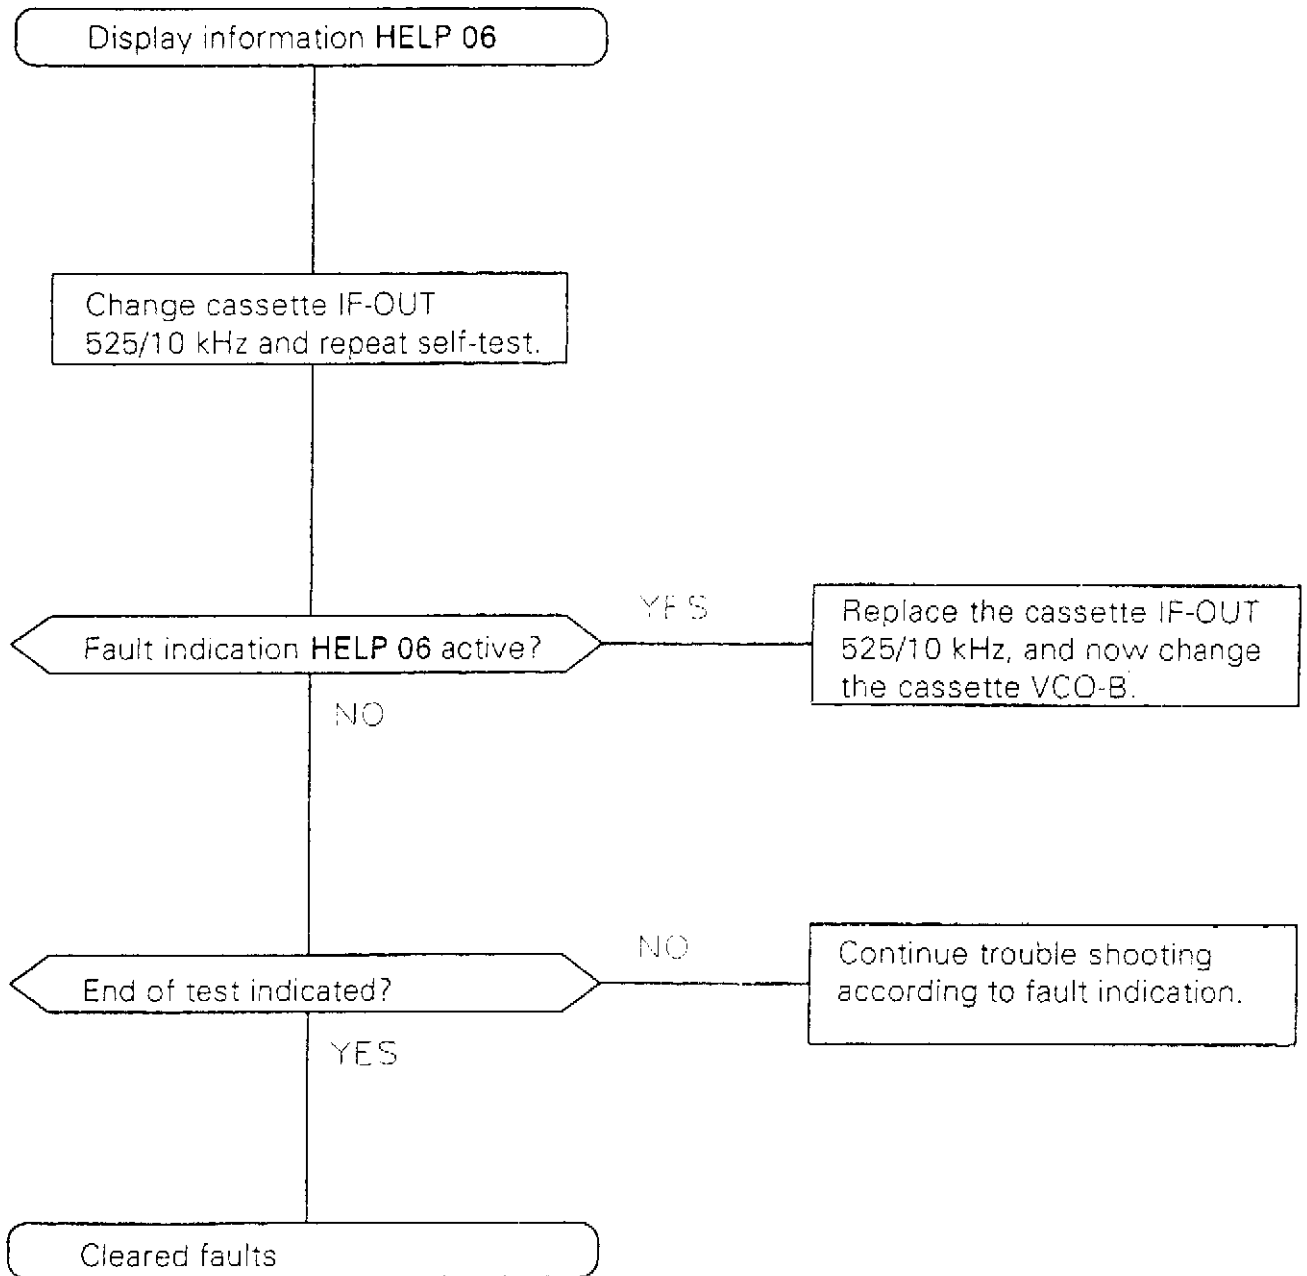 Display information HELP 06
Change cassette IF-OUT
525/10 kHz and repeat self-test.
Fault indication HELP 06 active?
YES
Replace the cassette IF-OUT
525/10 kHz, and now change
the cassette VCO-B.
NO
End of test indicated?
NO
Continue trouble shooting
according to fault indication.
YES
Cleared faults